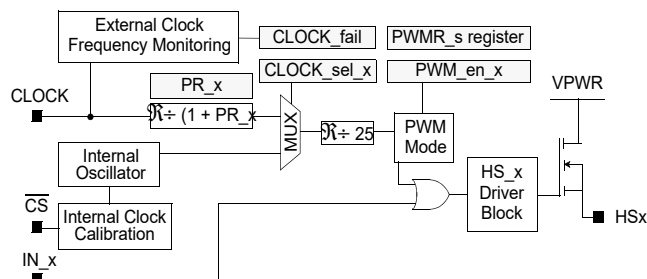 External Clock
Frequency Monitoring
CLOCK_fail
PWMR_s register
CLOCK_sel_x
PWM_en_x
PR_x
CLOCK
VPWR
ℜ÷ (1 + PR_x
MUX
ℜ÷ 25
PWM
Mode
Internal
Oscillator
HS_x
Driver
Block
CS
Internal Clock
Calibration
HSx
IN_x